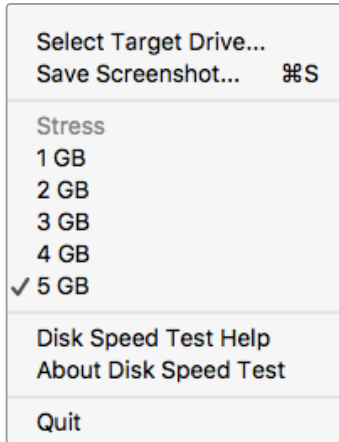 Select Target Drive...
Save Screenshot... ⌘S
Stress
1 GB
2 GB
3 GB
4 GB
✓ 5 GB
Disk Speed Test Help
About Disk Speed Test
Quit